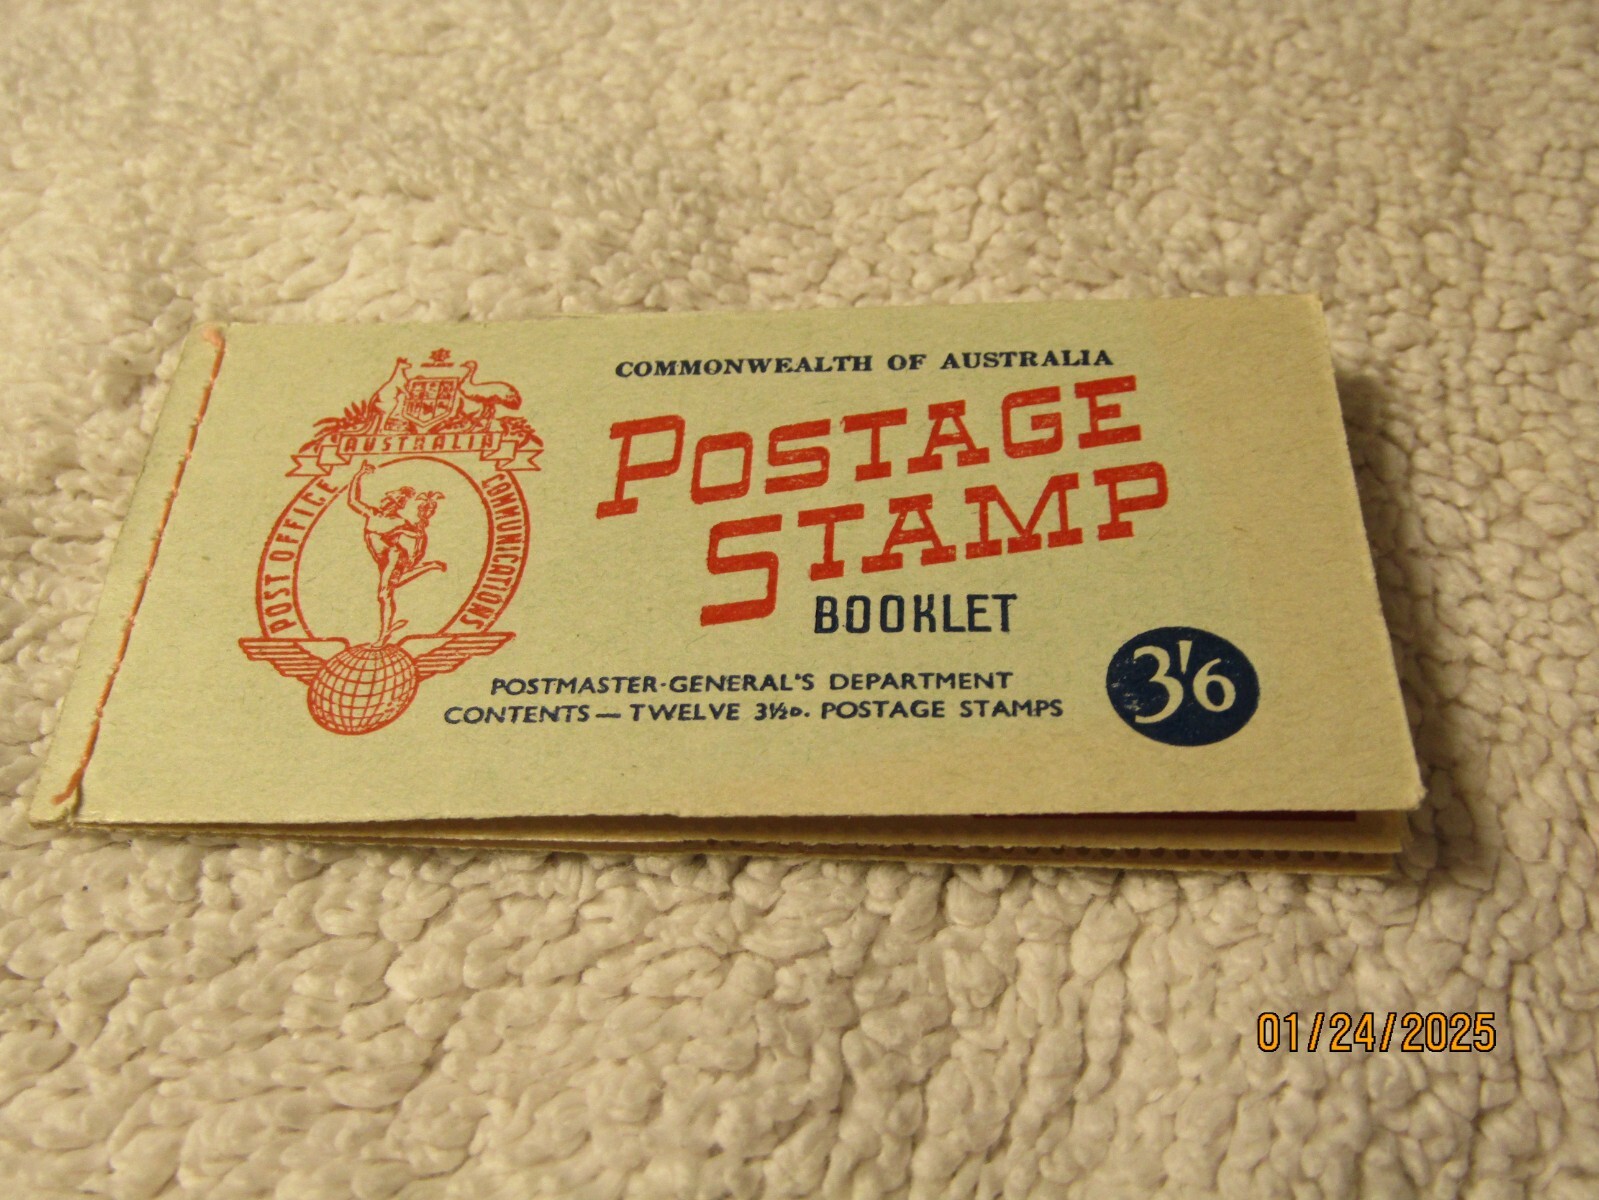 COMMONWEALTH OF AUSTRALIA
POSTAGE
STAMP
BOOKLET
AUSTRALIA
POST OFFICE
COMMUNICATIONS
POSTMASTER-GENERAL'S DEPARTMENT
CONTENTS — TWELVE 3½D. POSTAGE STAMPS
3'6
01/24/2025